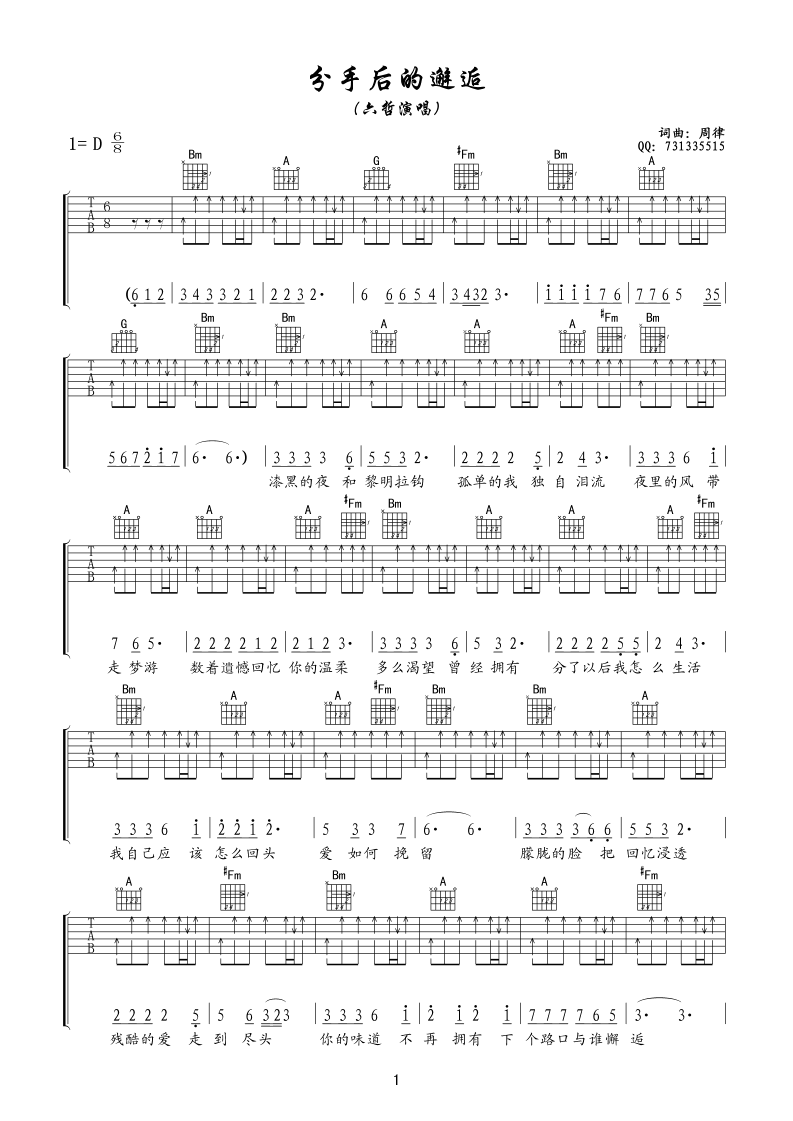 分手后的邂逅
（六哲演唱）
词曲：周律
1= D 6/8
QQ: 731335515
Bm A G #Fm Bm A
T A B 6 8
(6 1 2 | 3 4 3 3 2 1 | 2 2 3 2· | 6 6 6 5 4 | 3 432 3· | i i i i 7 6 | 7 7 6 5 35
G Bm Bm A A A #Fm Bm
T A B
5 6 7 2 1 7 | 6· 6·) | 3 3 3 3 6 | 5 5 3 2· | 2 2 2 2 5 | 2 4 3· | 3 3 3 6 i
漆黑的夜 和黎明拉钩 孤单的我 独自泪流 夜里的风 带
A A A #Fm Bm A A A
T A B
7 6 5· | 2 2 2 2 1 2 | 2 1 2 3· | 3 3 3 3 6 | 5 3 2· | 2 2 2 2 5 5 | 2 4 3·
走梦游 数着遗憾回忆你的温柔 多么渴望 曾经拥有 分了以后我怎么生活
Bm A A #Fm Bm Bm A
T A B
3 3 3 6 i | 2 2 i 2· | 5 3 3 7 | 6· 6· | 3 3 3 3 6 6 | 5 5 3 2·
我自己应 该怎么回头 爱如何挽留 朦胧的脸 把回忆浸透
A #Fm Bm A A #Fm
T A B
2 2 2 2 5 | 5 6 323 | 3 3 3 6 i | 2 i 2 i | 7 7 7 7 6 5 | 3· 3·
残酷的爱 走到尽头 你的味道 不再拥有 下个路口与谁懈逅
1